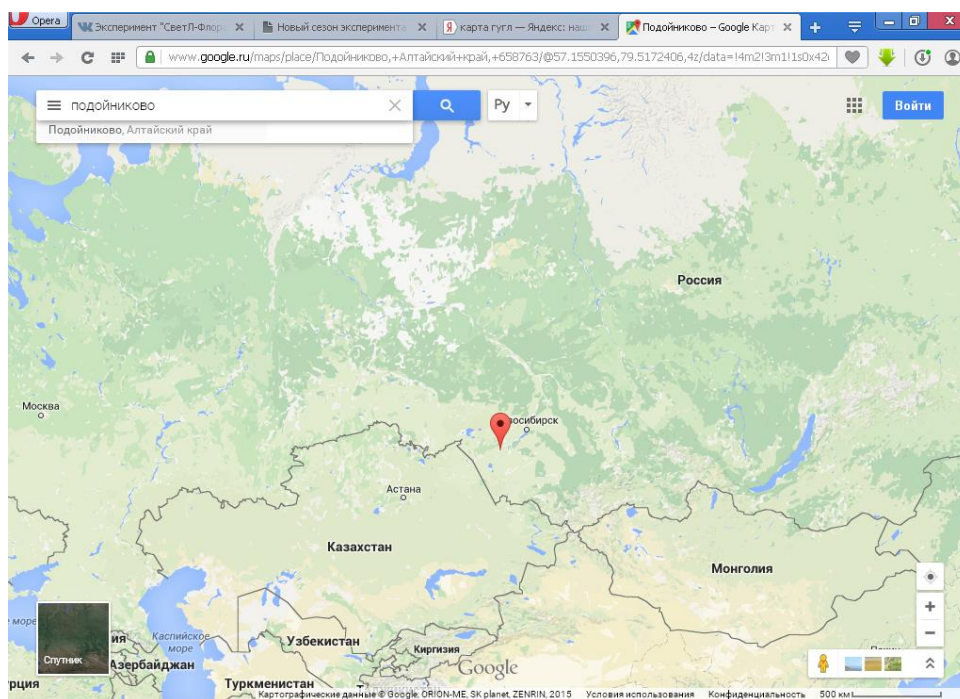 Opera
Эксперимент "СветЛ-Флор
Новый сезон эксперимента
карта гугл — Яндекс: наш
Подойниково – Google Кар
www.google.ru/maps/place/Подойниково,+Алтайский+край,+658763/@57.1550396,79.5172406,4z/data=!4m2!3m1!1s0x42
подойниково
Ру
Войти
Подойниково, Алтайский край
Россия
Москва
восибирск
Астана
Казахстан
Монголия
море
Каспийское
море
Узбекистан
Киргизия
Спутник
Азербайджан
Google
Туркменистан
Картографические данные © Google, ORION-ME, SK planet, ZENRIN, 2015 Условия использования Конфиденциальность 500 км